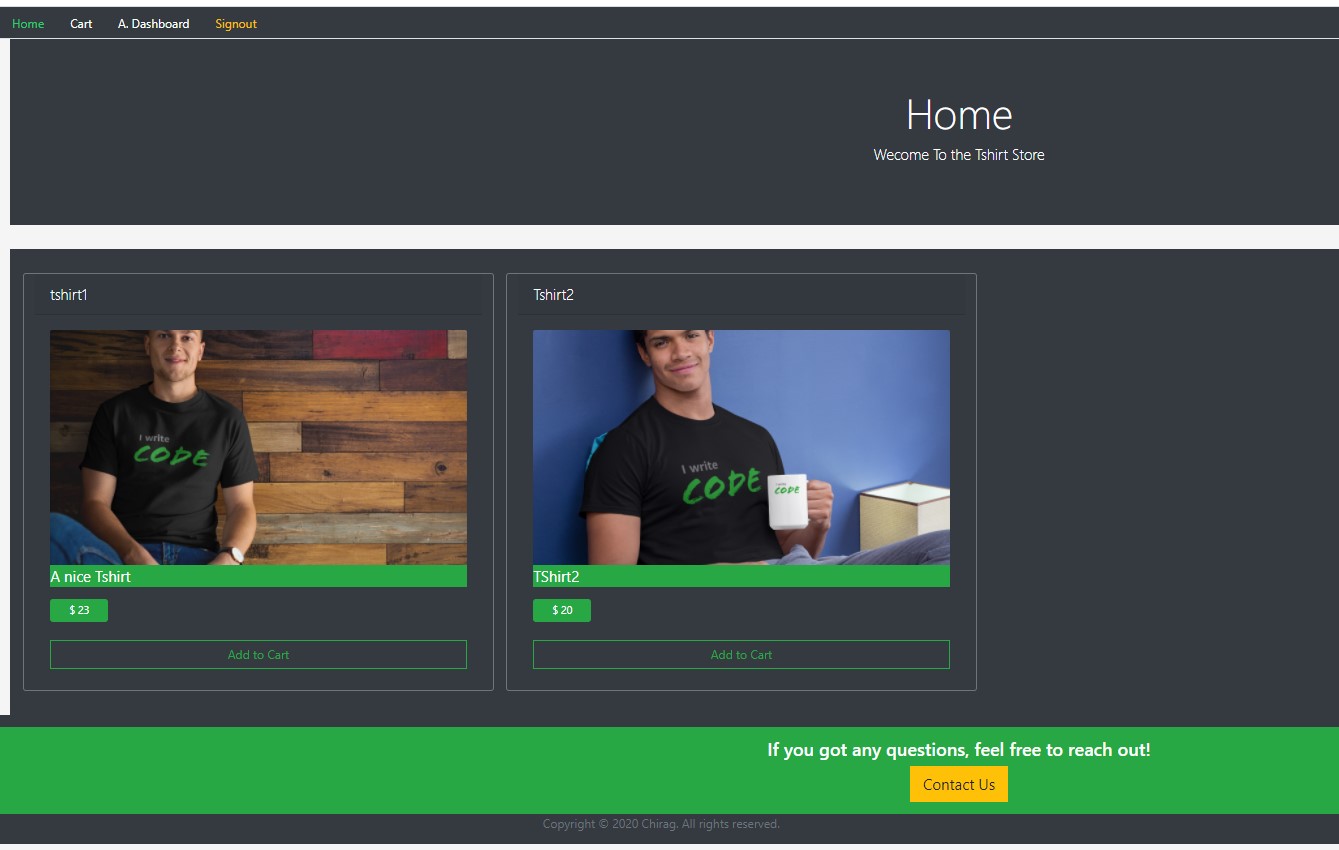 Home Cart A. Dashboard Signout
Home
Wecome To the Tshirt Store
tshirt1
I write
CODE
A nice Tshirt
$ 23
Add to Cart
Tshirt2
I write
CODE
CODE
TShirt2
$ 20
Add to Cart
If you got any questions, feel free to reach out!
Contact Us
Copyright © 2020 Chirag. All rights reserved.